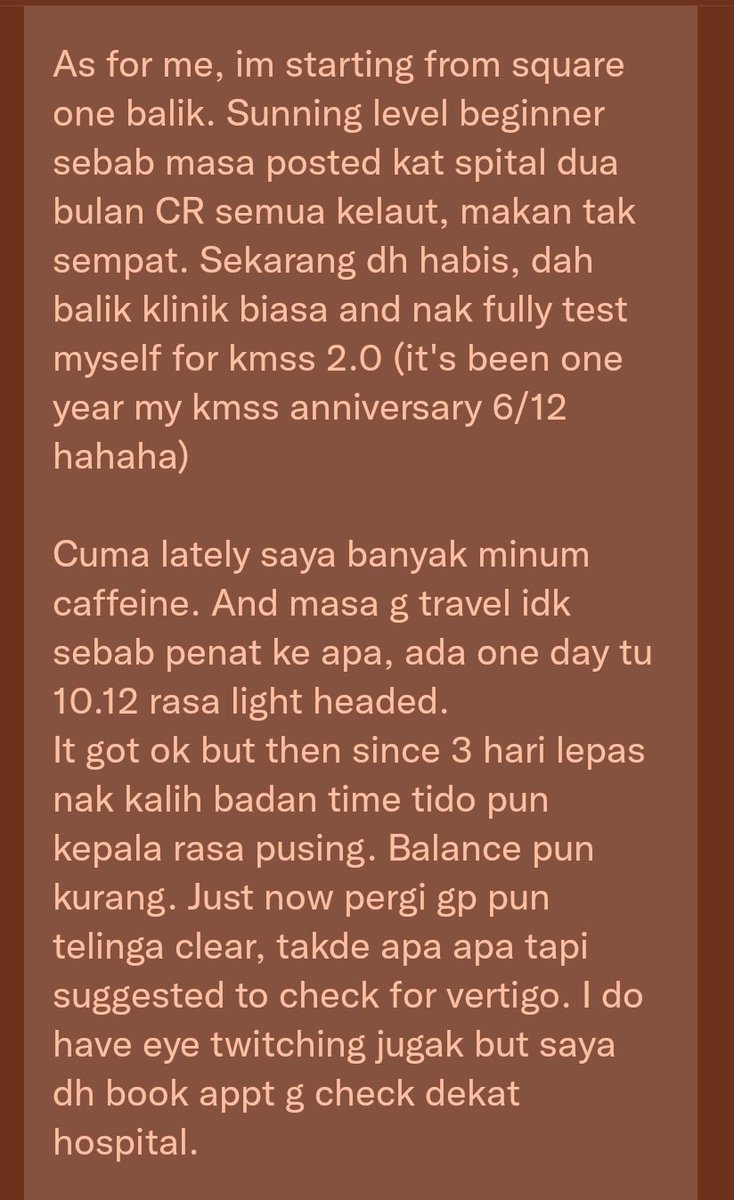 As for me, im starting from square
one balik. Sunning level beginner
sebab masa posted kat spital dua
bulan CR semua kelaut, makan tak
sempat. Sekarang dh habis, dah
balik klinik biasa and nak fully test
myself for kmss 2.0 (it's been one
year my kmss anniversary 6/12
hahaha)

Cuma lately saya banyak minum
caffeine. And masa g travel idk
sebab penat ke apa, ada one day tu
10.12 rasa light headed.
It got ok but then since 3 hari lepas
nak kalih badan time tido pun
kepala rasa pusing. Balance pun
kurang. Just now pergi gp pun
telinga clear, takde apa apa tapi
suggested to check for vertigo. I do
have eye twitching jugak but saya
dh book appt g check dekat
hospital.